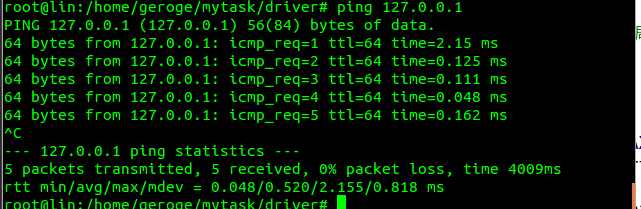 root@lin:/home/geroge/mytask/driver# ping 127.0.0.1
PING 127.0.0.1 (127.0.0.1) 56(84) bytes of data.
64 bytes from 127.0.0.1: icmp_req=1 ttl=64 time=2.15 ms
64 bytes from 127.0.0.1: icmp_req=2 ttl=64 time=0.125 ms
64 bytes from 127.0.0.1: icmp_req=3 ttl=64 time=0.111 ms
64 bytes from 127.0.0.1: icmp_req=4 ttl=64 time=0.048 ms
64 bytes from 127.0.0.1: icmp_req=5 ttl=64 time=0.162 ms
^C
--- 127.0.0.1 ping statistics ---
5 packets transmitted, 5 received, 0% packet loss, time 4009ms
rtt min/avg/max/mdev = 0.048/0.520/2.155/0.818 ms
root@lin:/home/geroge/mytask/driver#